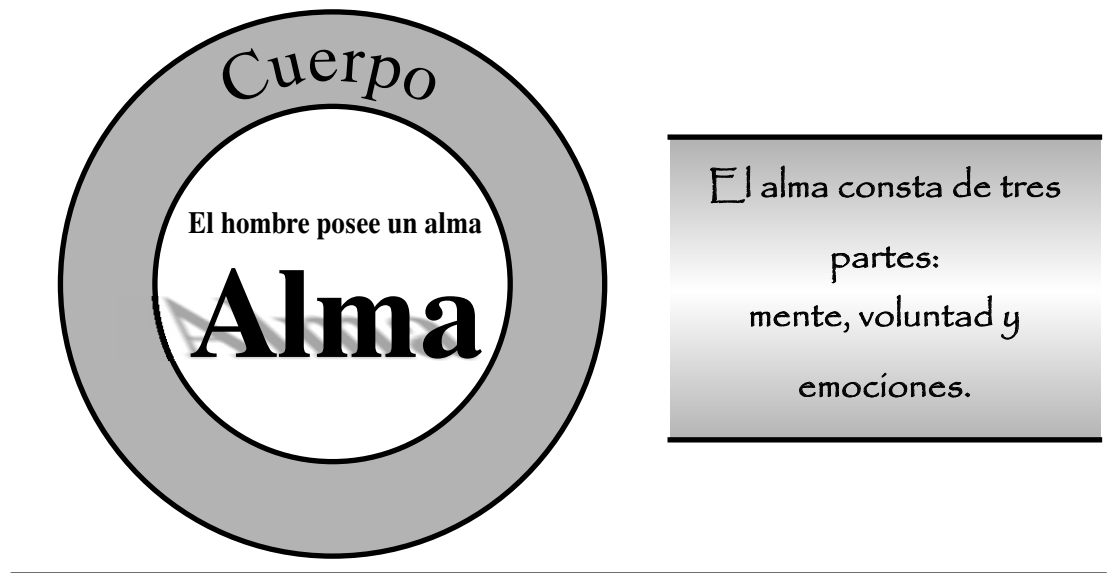 Cuerpo
El hombre posee un alma
Alma
El alma consta de tres
partes:
mente, voluntad y
emociones.